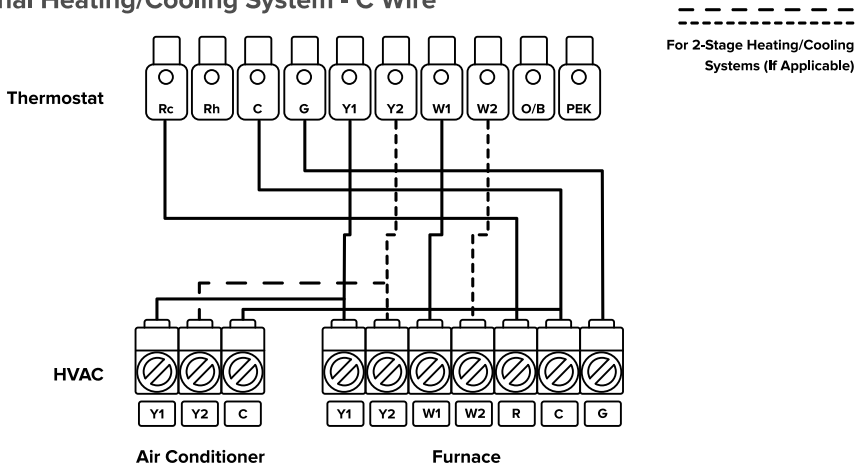 Heating/Cooling System - C Wire
For 2-Stage Heating/Cooling
Systems (If Applicable)
Thermostat
Rc Rh C G Y1 Y2 W1 W2 O/B PEK
HVAC
Y1 Y2 C Y1 Y2 W1 W2 R C G
Air Conditioner Furnace